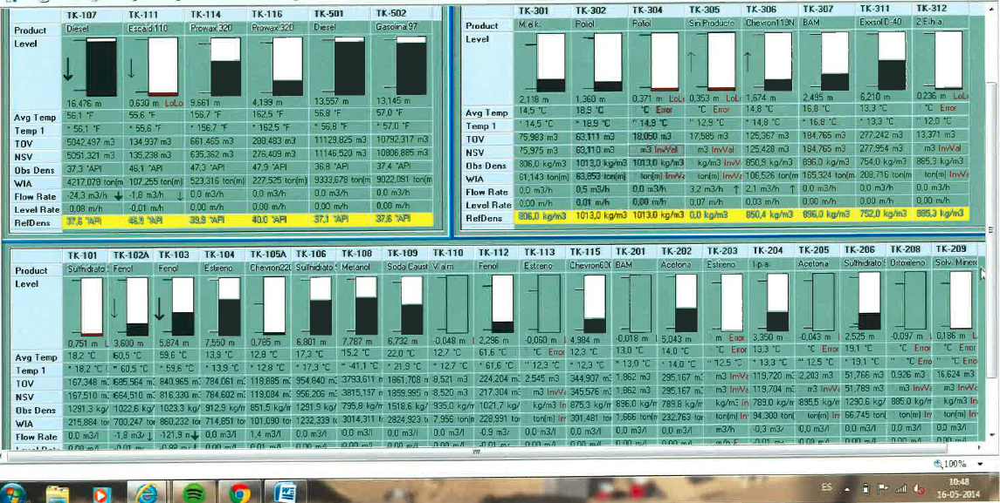 TK-107 TK-111 TK-114 TK-116 TK-501 TK-502
Product Diesel Escaid 110 Prowax 320 Prowax 320 Diesel Gasolina 97
Level
16,476 m 0,630 m LoLo 9,661 m 4,199 m 13,557 m 13,145 m
Avg Temp 56,1 °F 55,6 °F 156,7 °F 162,5 °F 56,8 °F 57,0 °F
Temp 1 * 56,1 °F * 55,6 °F * 156,7 °F * 162,5 °F * 56,8 °F * 57,0 °F
TOV 5042,497 m3 134,937 m3 661,465 m3 288,483 m3 11129,825 m3 10792,317 m3
NSV 5051,321 m3 135,238 m3 635,362 m3 276,409 m3 11146,520 m3 10806,885 m3
Obs Dens 37,3 °API 46,1 °API 47,3 °API 47,9 °API 36,8 °API 37,4 °API
WIA 4217,078 ton(m) 107,255 ton(m) 523,316 ton(m) 227,525 ton(m) 9333,678 ton(m) 9022,091 ton(m)
Flow Rate -24,3 m3/h -1,8 m3/h 0,0 m3/h 0,0 m3/h 0,0 m3/h 0,0 m3/h
Level Rate -0,08 m/h -0,01 m/h 0,00 m/h 0,00 m/h 0,00 m/h 0,00 m/h
RefDens 37,6 °API 46,5 °API 39,9 °API 40,0 °API 37,1 °API 37,6 °API
TK-301 TK-302 TK-304 TK-305 TK-306 TK-307 TK-311 TK-312
Product M.e.k. Poliol Poliol Sin Producto Chevron110N BAM Exxsol D-40 2.E.h.a.
Level
2,118 m 1,360 m 0,371 m LoLo 0,353 m LoLo 1,674 m 2,495 m 6,210 m 0,236 m LoLo
Avg Temp 14,5 °C 18,9 °C °C Error °C Error 14,8 °C 16,8 °C 13,3 °C °C Error
Temp 1 * 14,5 °C * 18,9 °C * 14,9 °C * 12,9 °C * 14,8 °C * 16,8 °C * 13,3 °C * 12,0 °C
TOV 75,983 m3 63,111 m3 18,050 m3 17,585 m3 125,367 m3 184,765 m3 277,242 m3 13,371 m3
NSV 75,975 m3 63,110 m3 m3 InvVal m3 InvVal 125,428 m3 184,765 m3 277,954 m3 m3 InvVal
Obs Dens 806,0 kg/m3 1013,0 kg/m3 1013,0 kg/m3 kg/m3 InvV 850,9 kg/m3 896,0 kg/m3 754,0 kg/m3 885,3 kg/m3
WIA 61,143 ton(m) 63,853 ton(m) ton(m) InvVa ton(m) InvVa 106,526 ton(m) 165,324 ton(m) 208,716 ton(m) ton(m) InvVa
Flow Rate 0,0 m3/h 0,5 m3/h 0,0 m3/h 3,2 m3/h 2,1 m3/h 0,0 m3/h 0,0 m3/h 0,0 m3/h
Level Rate 0,00 m/h 0,01 m/h 0,00 m/h 0,07 m/h 0,03 m/h 0,00 m/h 0,00 m/h 0,00 m/h
RefDens 806,0 kg/m3 1013,0 kg/m3 1013,0 kg/m3 0,0 kg/m3 850,4 kg/m3 896,0 kg/m3 752,0 kg/m3 885,3 kg/m3
TK-101 TK-102A TK-103 TK-104 TK-105A TK-106 TK-108 TK-109 TK-110 TK-112 TK-113 TK-115 TK-201 TK-202 TK-203 TK-204 TK-205 TK-206 TK-208 TK-209
Product Sulfhidrato S Fenol Fenol Estireno Chevron220 Sulfhidrato S Metanol Soda Caust V.a.m. Fenol Estireno Chevron600 BAM Acetona Estireno I.p.a. Acetona Sulfhidrato S Ortoxileno Solv. Minera
Level
0,751 m L 3,600 m 5,874 m 7,550 m 0,785 m 6,801 m 7,787 m 6,732 m -0,048 m 2,296 m -0,060 m 4,984 m -0,018 m 5,043 m m Error 3,350 m -0,043 m 2,525 m -0,097 m 0,186 m
Avg Temp 18,2 °C 60,5 °C 59,6 °C 13,9 °C 12,8 °C 17,3 °C 15,2 °C 22,0 °C 12,7 °C 61,6 °C °C Error 12,3 °C 13,0 °C 14,0 °C °C Error 13,3 °C °C Error 19,1 °C °C Error °C Error
Temp 1 * 18,2 °C * 60,5 °C * 59,6 °C * 13,9 °C * 12,8 °C * 17,3 °C * -41,1 °C * 21,9 °C * 12,7 °C * 61,6 °C * 12,3 °C * 12,3 °C * 13,0 °C * 14,0 °C * 12,5 °C * 13,3 °C * 12,5 °C * 19,1 °C °C Erro °C Erro
TOV 167,348 m3 685,564 m3 840,965 m3 784,061 m3 118,895 m3 954,840 m3 3793,611 m 1861,708 m 8,521 m3 224,204 m3 2,545 m3 344,907 m3 1,862 m3 295,167 m3 m3 InvVa 119,720 m3 2,203 m3 51,766 m3 0,926 m3 16,624 m3
NSV 167,510 m3 664,510 m3 816,330 m3 784,602 m3 119,084 m3 956,206 m3 3815,197 m 1859,995 m 8,520 m3 217,304 m3 m3 InvVa 345,576 m3 1,862 m3 295,167 m3 m3 InvVa 119,704 m3 m3 InvVa 51,789 m3 m3 InvVa m3 InvVa
Obs Dens 1291,3 kg/ 1022,6 kg/ 1023,3 kg/ 912,9 kg/m 851,5 kg/m 1291,9 kg/ 795,8 kg/m 1518,6 kg/ 935,0 kg/m 1021,7 kg/ kg/m3 In 875,3 kg/m 896,0 kg/m 789,8 kg/m kg/m3 In 789,0 kg/m 895,5 kg/m 1290,6 kg/ 885,0 kg/m kg/m3 In
WIA 215,884 ton 700,247 ton 860,232 ton 714,851 ton 101,090 ton 1232,339 t 3014,311 t 2824,923 t 7,956 ton(m 228,991 ton ton(m) In 301,481 ton 1,666 ton(m 232,763 ton ton(m) In 94,300 ton( ton(m) In 66,745 ton( ton(m) In ton(m) In
Flow Rate 0,0 m3/h -1,8 m3/ -121,9 m 0,0 m3/l 1,4 m3/l 0,0 m3/l 0,0 m3/l 0,0 m3/l 0,0 m3/l -0,9 m3/ 0,0 m3/l 0,0 m3/l 0,0 m3/l 0,0 m3/l m3/h -0,3 m3/ 0,0 m3/l 0,0 m3/l 0,0 m3/l 0,0 m3/l
100%
ES 10:48
16-05-2014